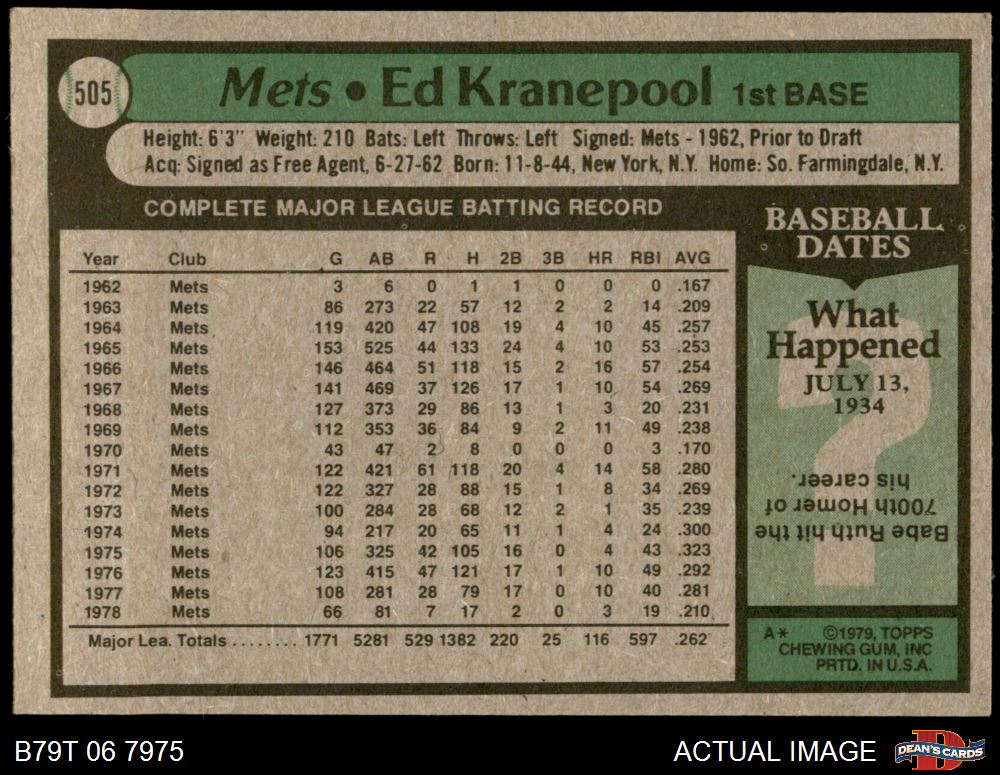 505
Mets • Ed Kranepool 1st BASE
Height: 6'3" Weight: 210 Bats: Left Throws: Left Signed: Mets - 1962, Prior to Draft
Acq: Signed as Free Agent, 6-27-62 Born: 11-8-44, New York, N.Y. Home: So. Farmingdale, N.Y.
COMPLETE MAJOR LEAGUE BATTING RECORD
Year Club G AB R H 2B 3B HR RBI AVG
1962 Mets 3 6 0 1 1 0 0 0 .167
1963 Mets 86 273 22 57 12 2 2 14 .209
1964 Mets 119 420 47 108 19 4 10 45 .257
1965 Mets 153 525 44 133 24 4 10 53 .253
1966 Mets 146 464 51 118 15 2 16 57 .254
1967 Mets 141 469 37 126 17 1 10 54 .269
1968 Mets 127 373 29 86 13 1 3 20 .231
1969 Mets 112 353 36 84 9 2 11 49 .238
1970 Mets 43 47 2 8 0 0 0 3 .170
1971 Mets 122 421 61 118 20 4 14 58 .280
1972 Mets 122 327 28 88 15 1 8 34 .269
1973 Mets 100 284 28 68 12 2 1 35 .239
1974 Mets 94 217 20 65 11 1 4 24 .300
1975 Mets 106 325 42 105 16 0 4 43 .323
1976 Mets 123 415 47 121 17 1 10 49 .292
1977 Mets 108 281 28 79 17 0 10 40 .281
1978 Mets 66 81 7 17 2 0 3 19 .210
Major Lea. Totals ........ 1771 5281 529 1382 220 25 116 597 .262
BASEBALL
DATES
What
Happened
JULY 13,
1934
?
Babe Ruth hit the
700th Homer of
his career.
A* ©1979, TOPPS
CHEWING GUM, INC
PRTD. IN U.S.A.
B79T 06 7975
ACTUAL IMAGE
DEAN'S CARDS